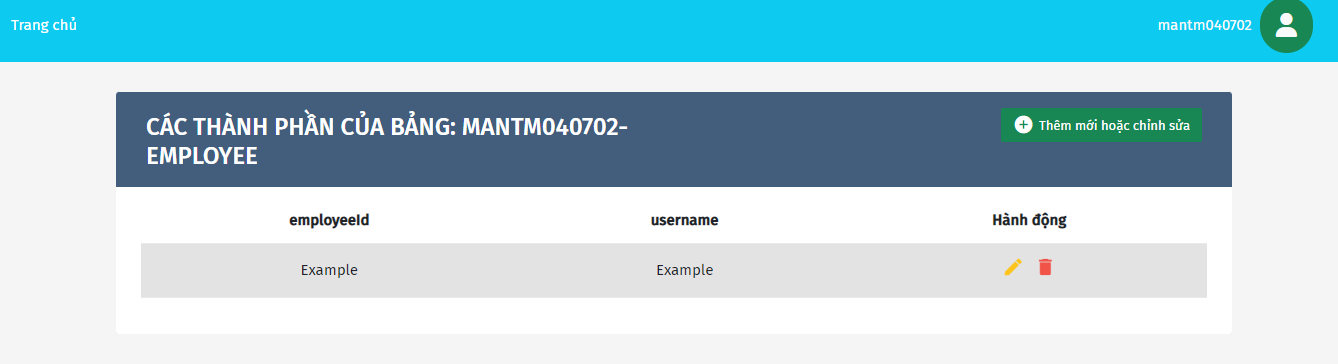 Trang chủ
mantm040702
CÁC THÀNH PHẦN CỦA BẢNG: MANTM040702-
EMPLOYEE
Thêm mới hoặc chỉnh sửa
employeeId username Hành động
Example Example